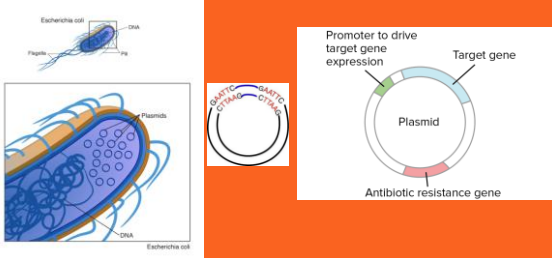 Escherichia coli
DNA
Flagella
Pili
Plasmids
DNA
Escherichia coli
GAATTC GAATTC
CTTAAG CTTAAG
Promoter to drive
target gene
expression
Target gene
Plasmid
Antibiotic resistance gene